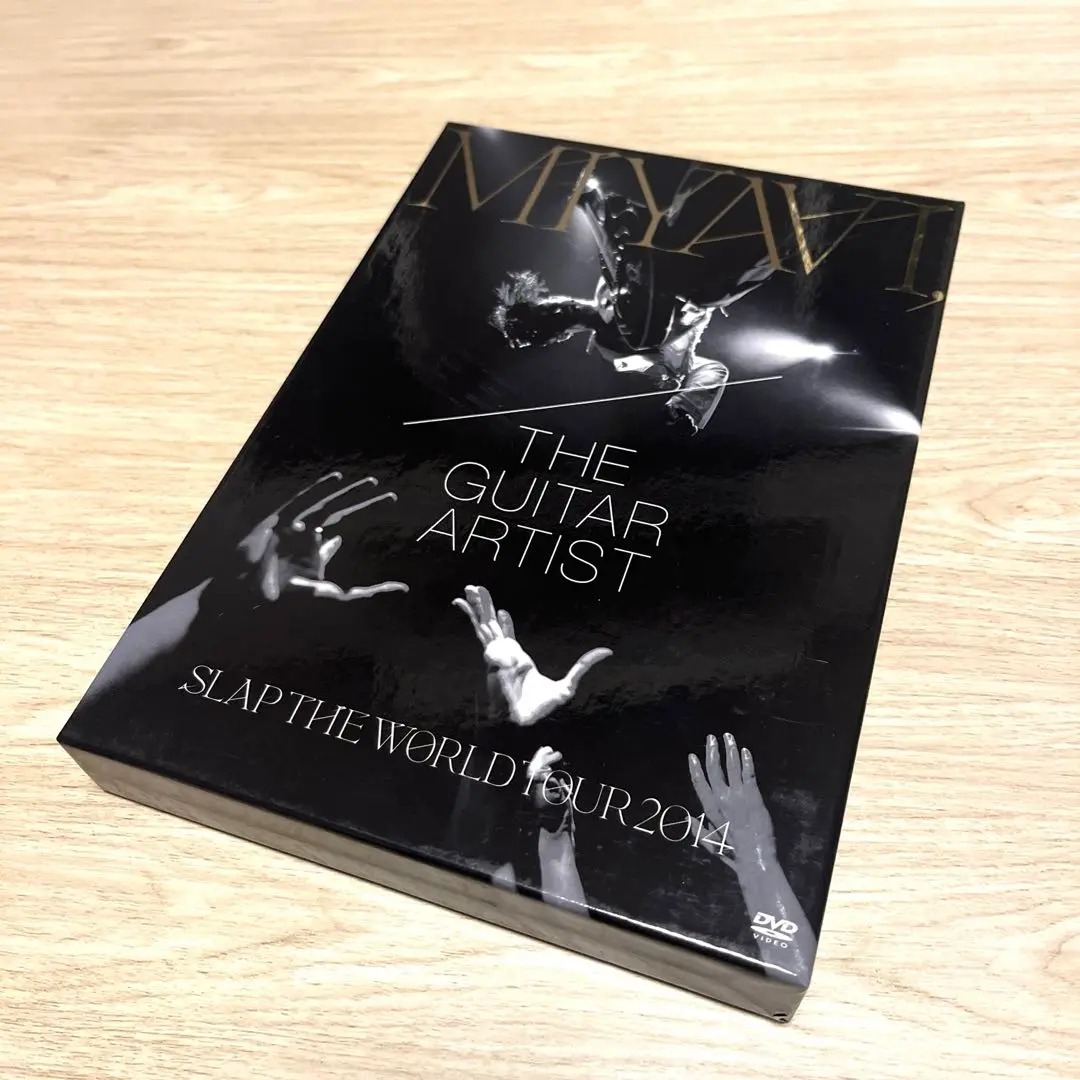 MIYAVI,
THE
GUITAR
ARTIST
SLAP THE WORLD TOUR 2014
DVD
VIDEO